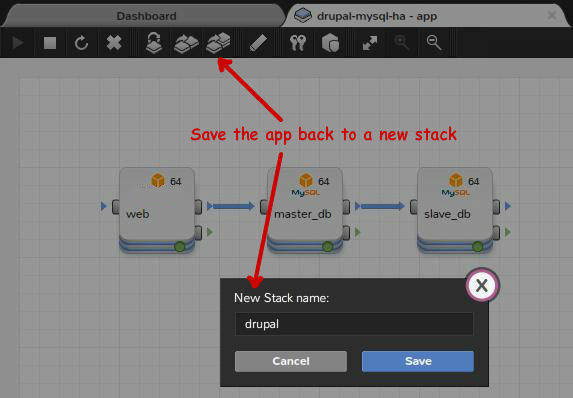 Dashboard
drupal-mysql-ha - app
Save the app back to a new stack
64
64
64
MySQL
MySQL
web
master_db
slave_db
New Stack name:
X
drupal
Cancel
Save